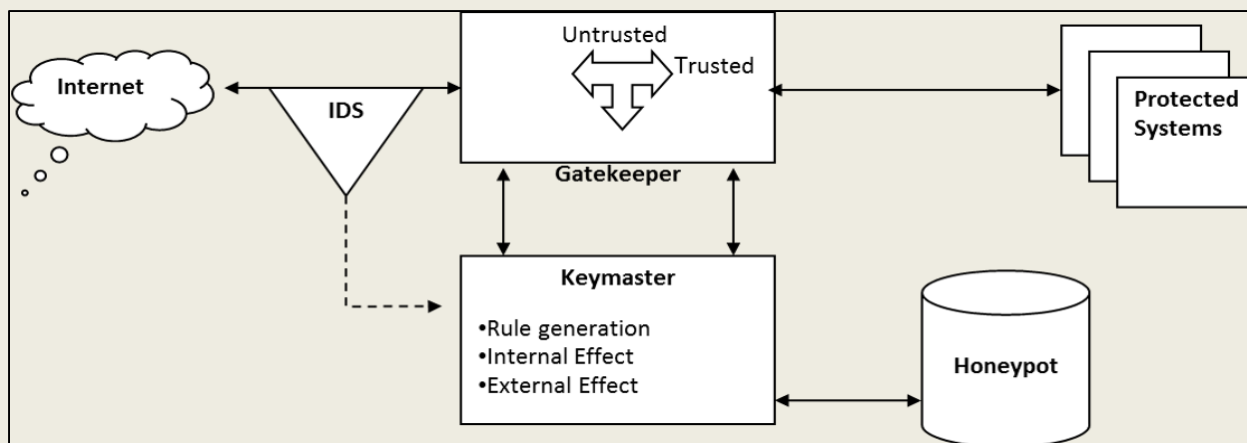 Internet
IDS
Untrusted
Trusted
Gatekeeper
Protected
Systems
Keymaster
•Rule generation
•Internal Effect
•External Effect
Honeypot